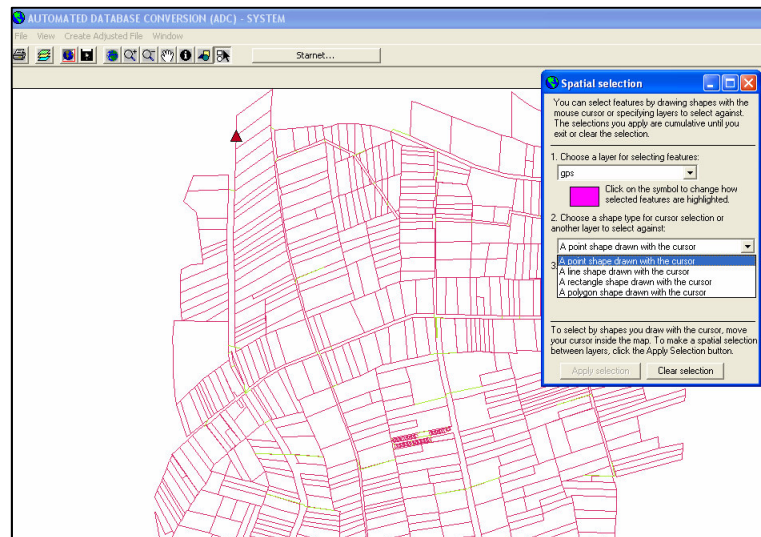 AUTOMATED DATABASE CONVERSION (ADC) - SYSTEM
File View Create Adjusted File Window
Starnet...
Spatial selection
You can select features by drawing shapes with the
mouse cursor or specifying layers to select against.
The selections you apply are cumulative until you
exit or clear the selection.
1. Choose a layer for selecting features:
gps
Click on the symbol to change how
selected features are highlighted.
2. Choose a shape type for cursor selection or
another layer to select against:
A point shape drawn with the cursor
A point shape drawn with the cursor
3.
A line shape drawn with the cursor
A rectangle shape drawn with the cursor
A polygon shape drawn with the cursor
To select by shapes you draw with the cursor, move
your cursor inside the map. To make a spatial selection
between layers, click the Apply Selection button.
Apply selection Clear selection